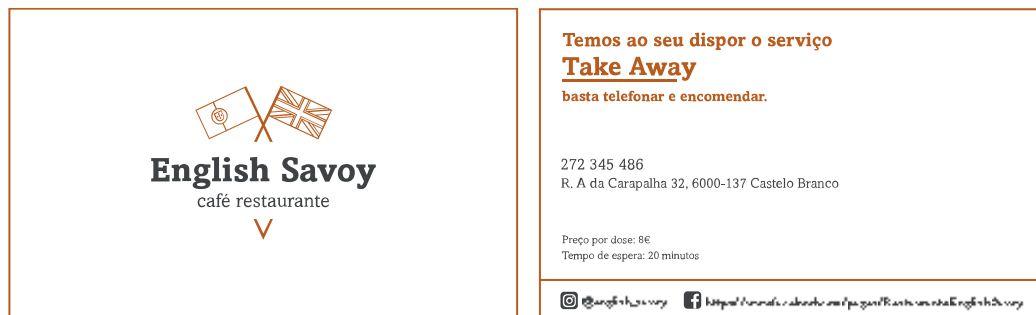 English Savoy
café restaurante
Temos ao seu dispor o serviço
Take Away
basta telefonar e encomendar.
272 345 486
R. A da Carapalha 32, 6000-137 Castelo Branco
Preço por dose: 8€
Tempo de espera: 20 minutos